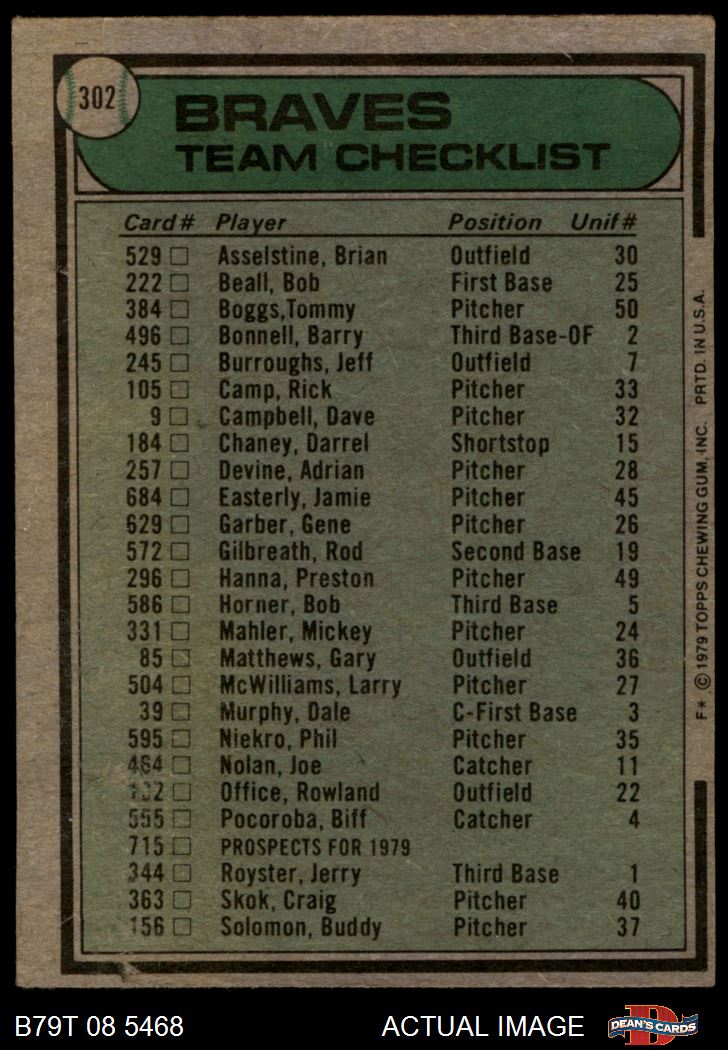 302
BRAVES
TEAM CHECKLIST
Card# Player Position Unif#
529 Asselstine, Brian Outfield 30
222 Beall, Bob First Base 25
384 Boggs,Tommy Pitcher 50
496 Bonnell, Barry Third Base-OF 2
245 Burroughs, Jeff Outfield 7
105 Camp, Rick Pitcher 33
9 Campbell, Dave Pitcher 32
184 Chaney, Darrel Shortstop 15
257 Devine, Adrian Pitcher 28
684 Easterly, Jamie Pitcher 45
629 Garber, Gene Pitcher 26
572 Gilbreath, Rod Second Base 19
296 Hanna, Preston Pitcher 49
586 Horner, Bob Third Base 5
331 Mahler, Mickey Pitcher 24
85 Matthews, Gary Outfield 36
504 McWilliams, Larry Pitcher 27
39 Murphy, Dale C-First Base 3
595 Niekro, Phil Pitcher 35
464 Nolan, Joe Catcher 11
Office, Rowland Outfield 22
555 Pocoroba, Biff Catcher 4
715 PROSPECTS FOR 1979
344 Royster, Jerry Third Base 1
363 Skok, Craig Pitcher 40
156 Solomon, Buddy Pitcher 37
F* © 1979 TOPPS CHEWING GUM, INC. PRTD. IN U.S.A.
B79T 08 5468 ACTUAL IMAGE
DEAN'S CARDS